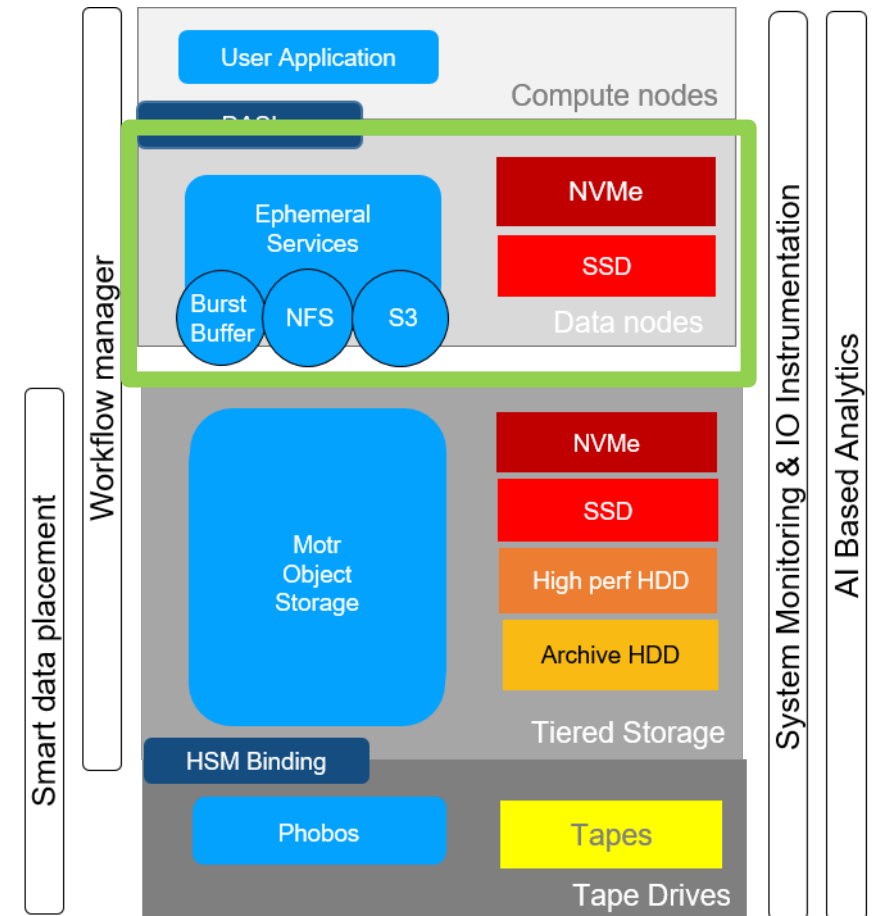 User Application
Compute nodes
Ephemeral
Services
NVMe
SSD
Burst
Buffer
NFS
S3
Data nodes
Motr
Object
Storage
NVMe
SSD
High perf HDD
Archive HDD
Tiered Storage
HSM Binding
Phobos
Tapes
Tape Drives
Smart data placement
Workflow manager
System Monitoring & IO Instrumentation
AI Based Analytics